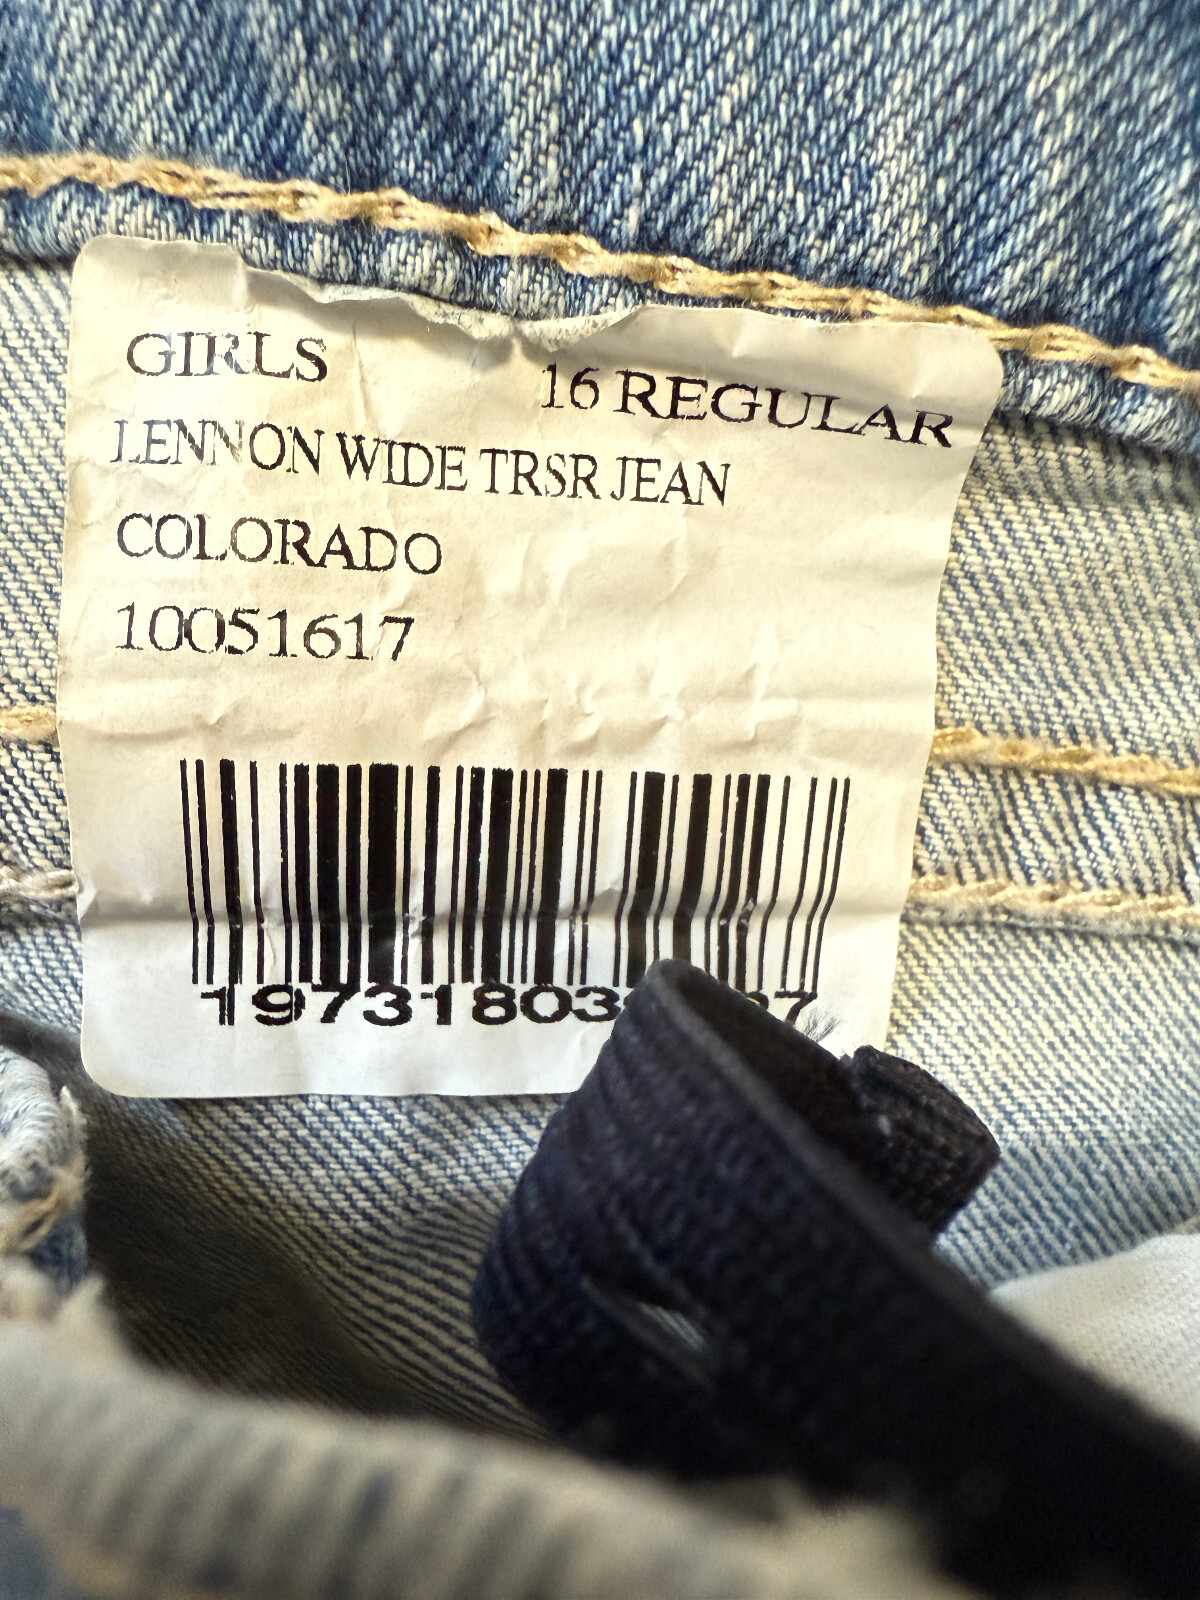 GIRLS 16 REGULAR
LENNON WIDE TRSR JEAN
COLORADO
10051617